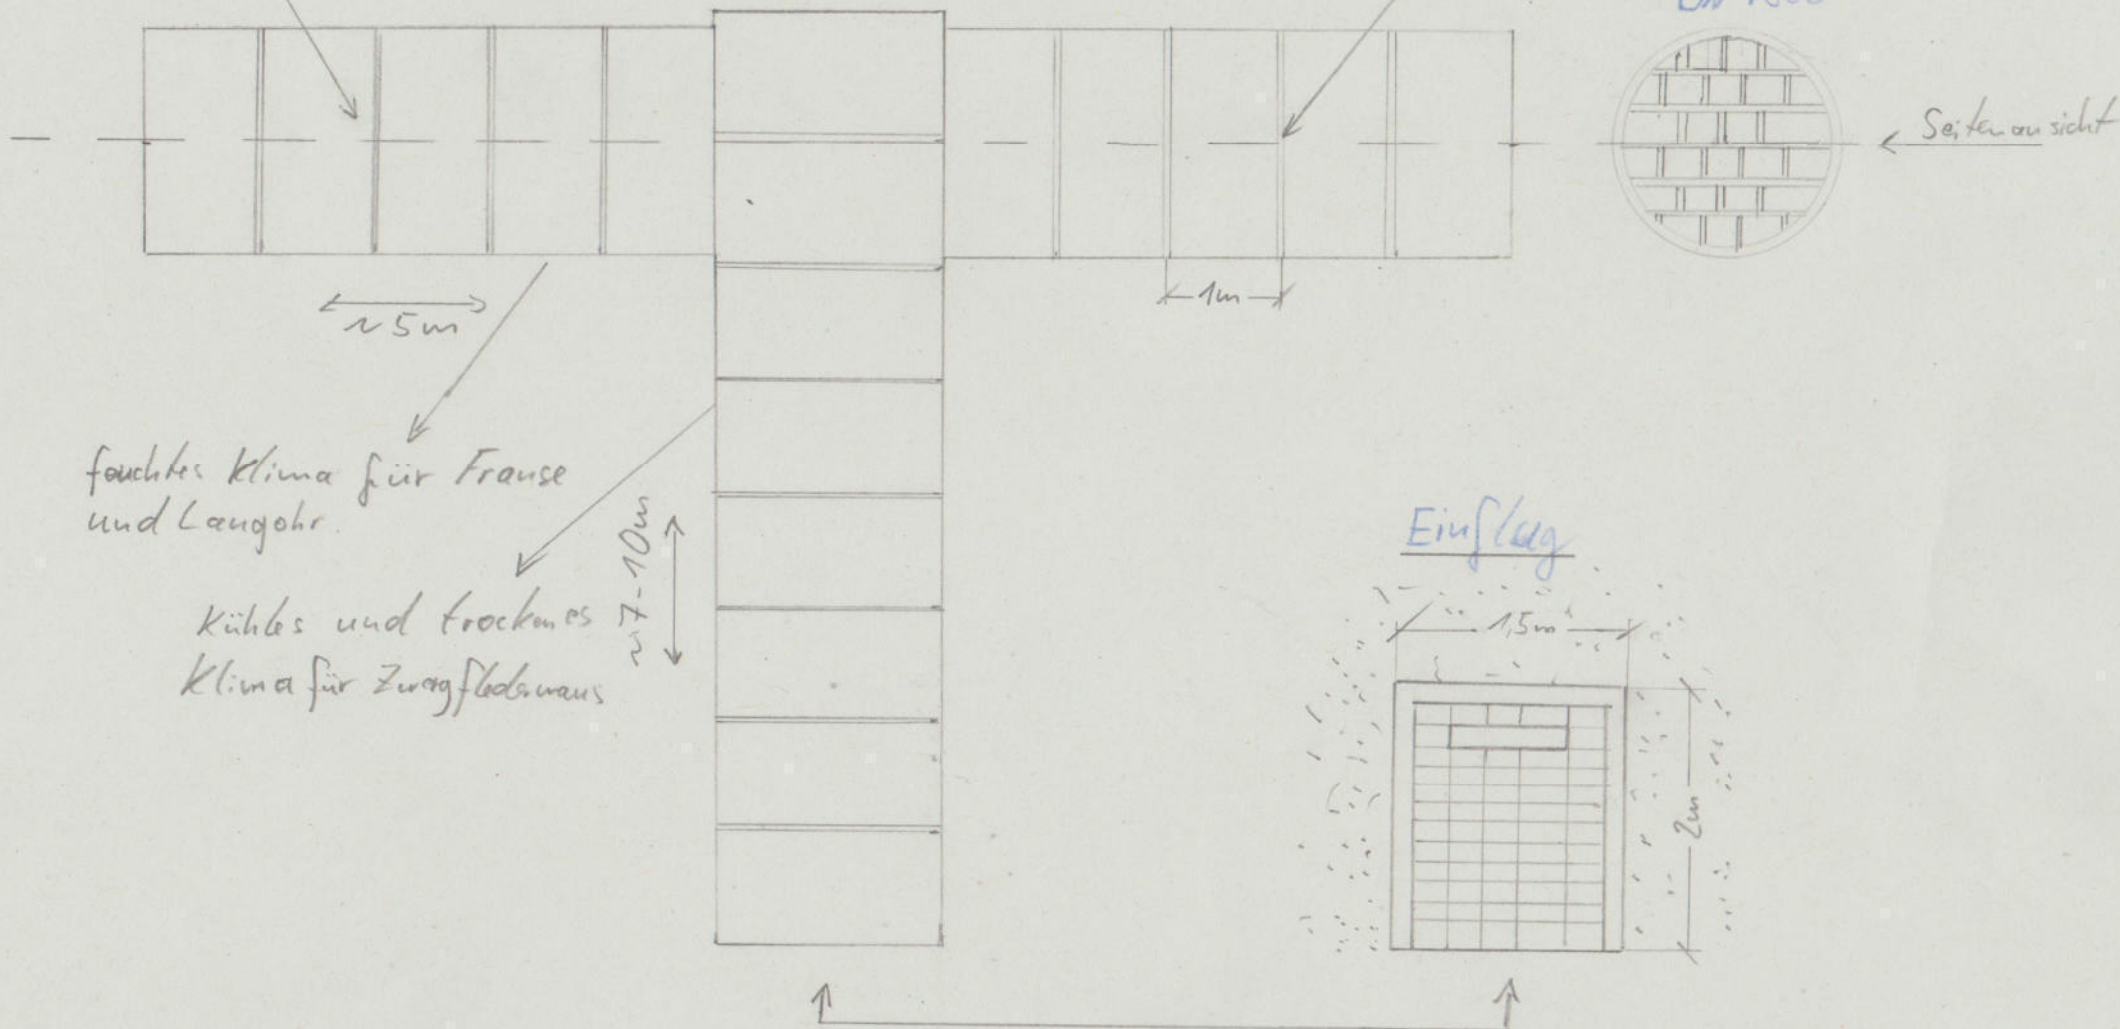 Seitenansicht
~5m
1m
feuchtes Klima für Franse
und Langohr.
~7-10m
Kühles und trockenes
Klima für Zwergfledermaus
Einflug
1,5m
2m